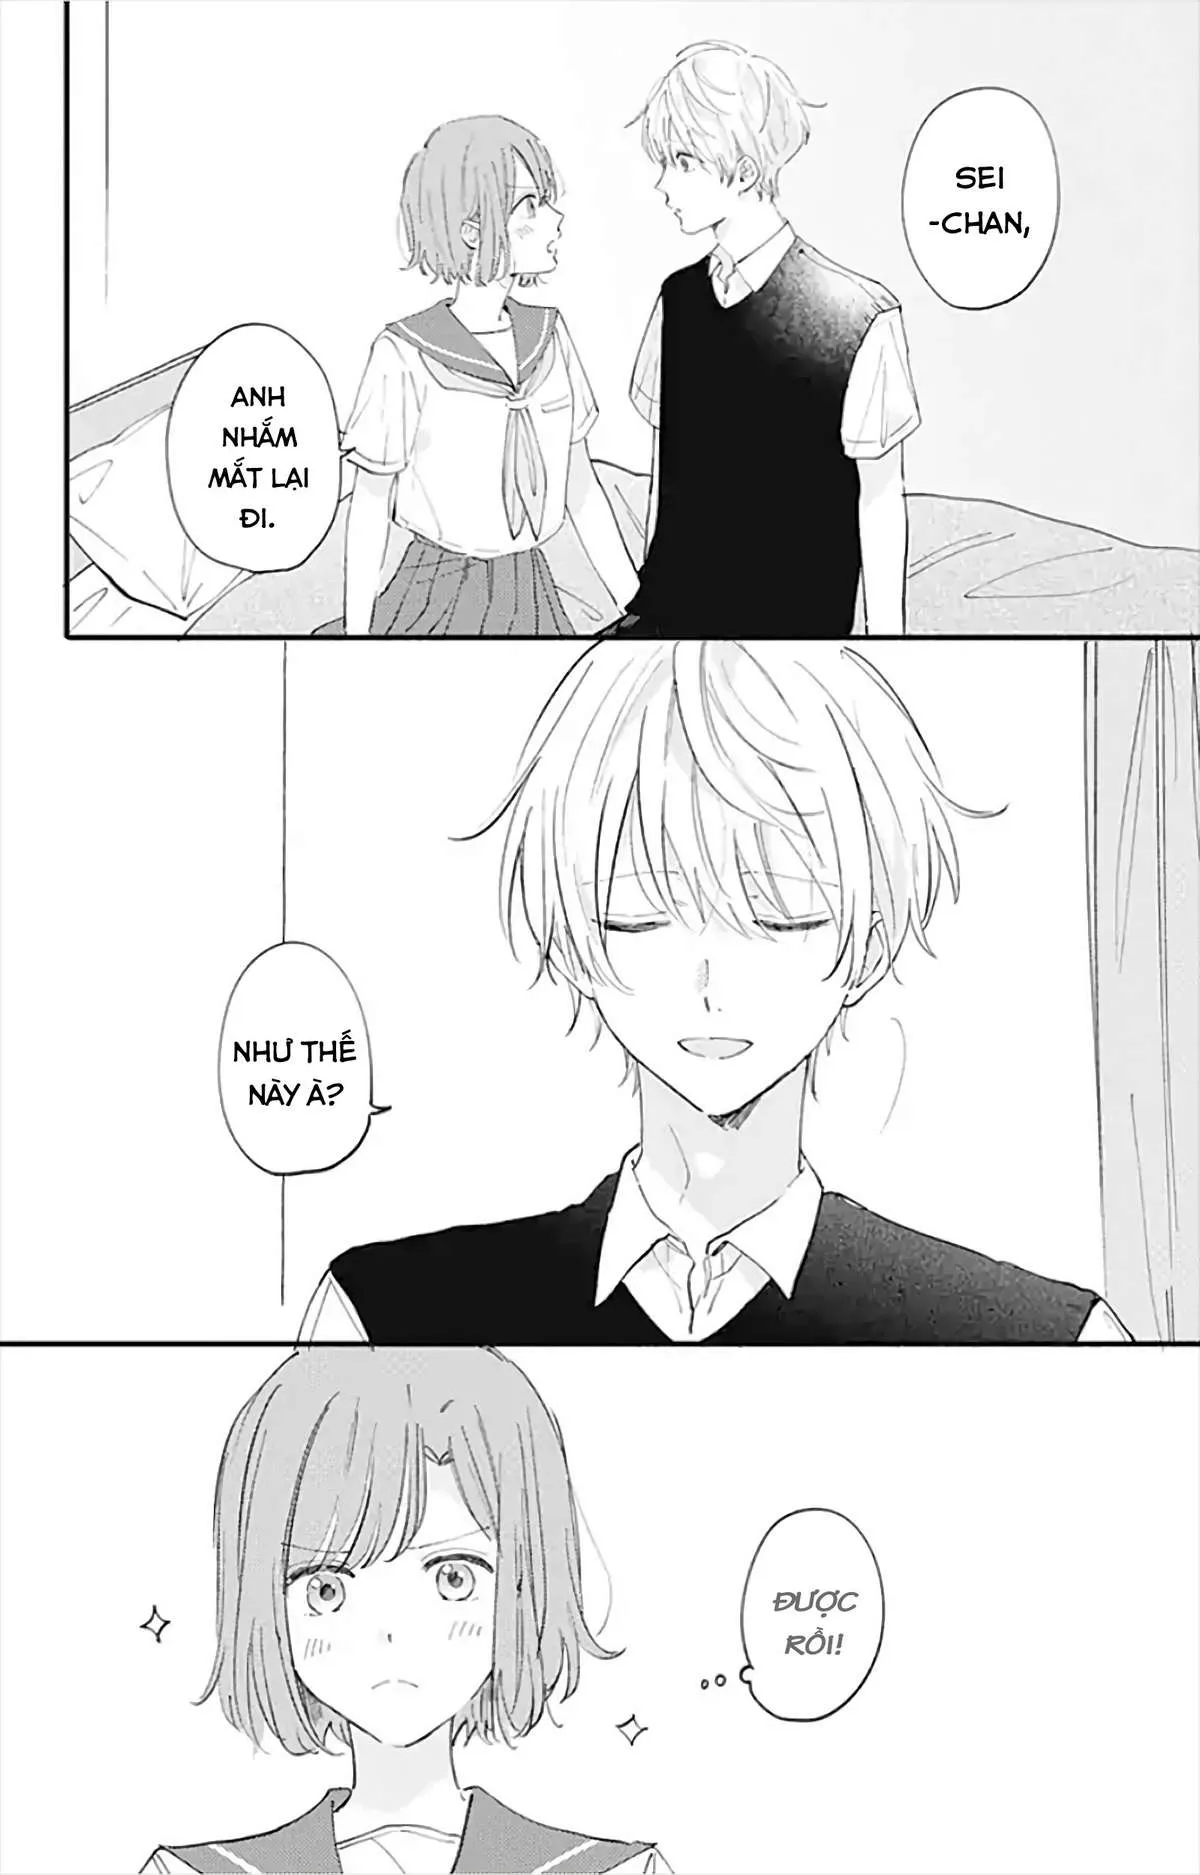 SEI
-CHAN,
ANH
NHẮM
MẮT LẠI
ĐI.
NHƯ THẾ
NÀY À?
ĐƯỢC
RỒI!